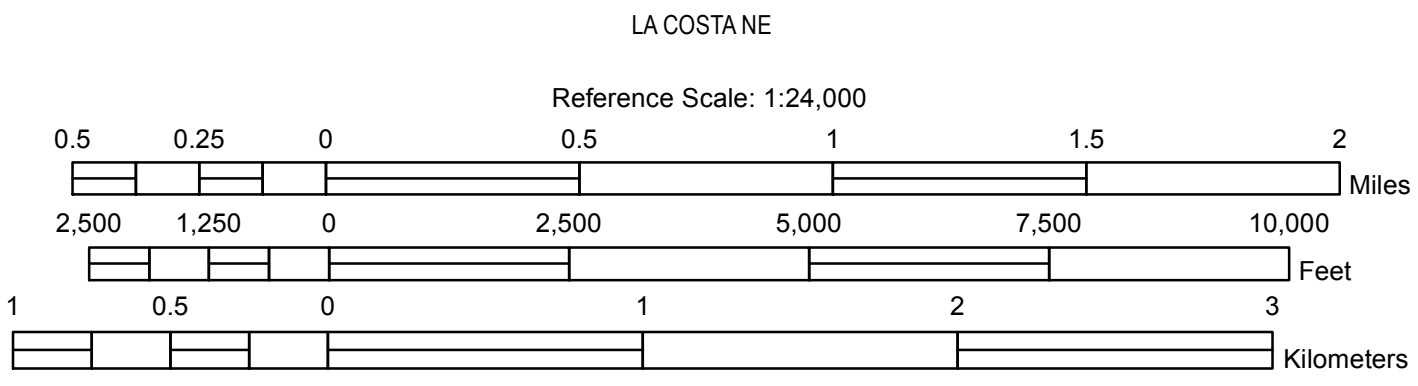 LA COSTA NE
Reference Scale: 1:24,000
0.5 0.25 0 0.5 1 1.5 2
Miles
2,500 1,250 0 2,500 5,000 7,500 10,000
Feet
1 0.5 0 1 2 3
Kilometers